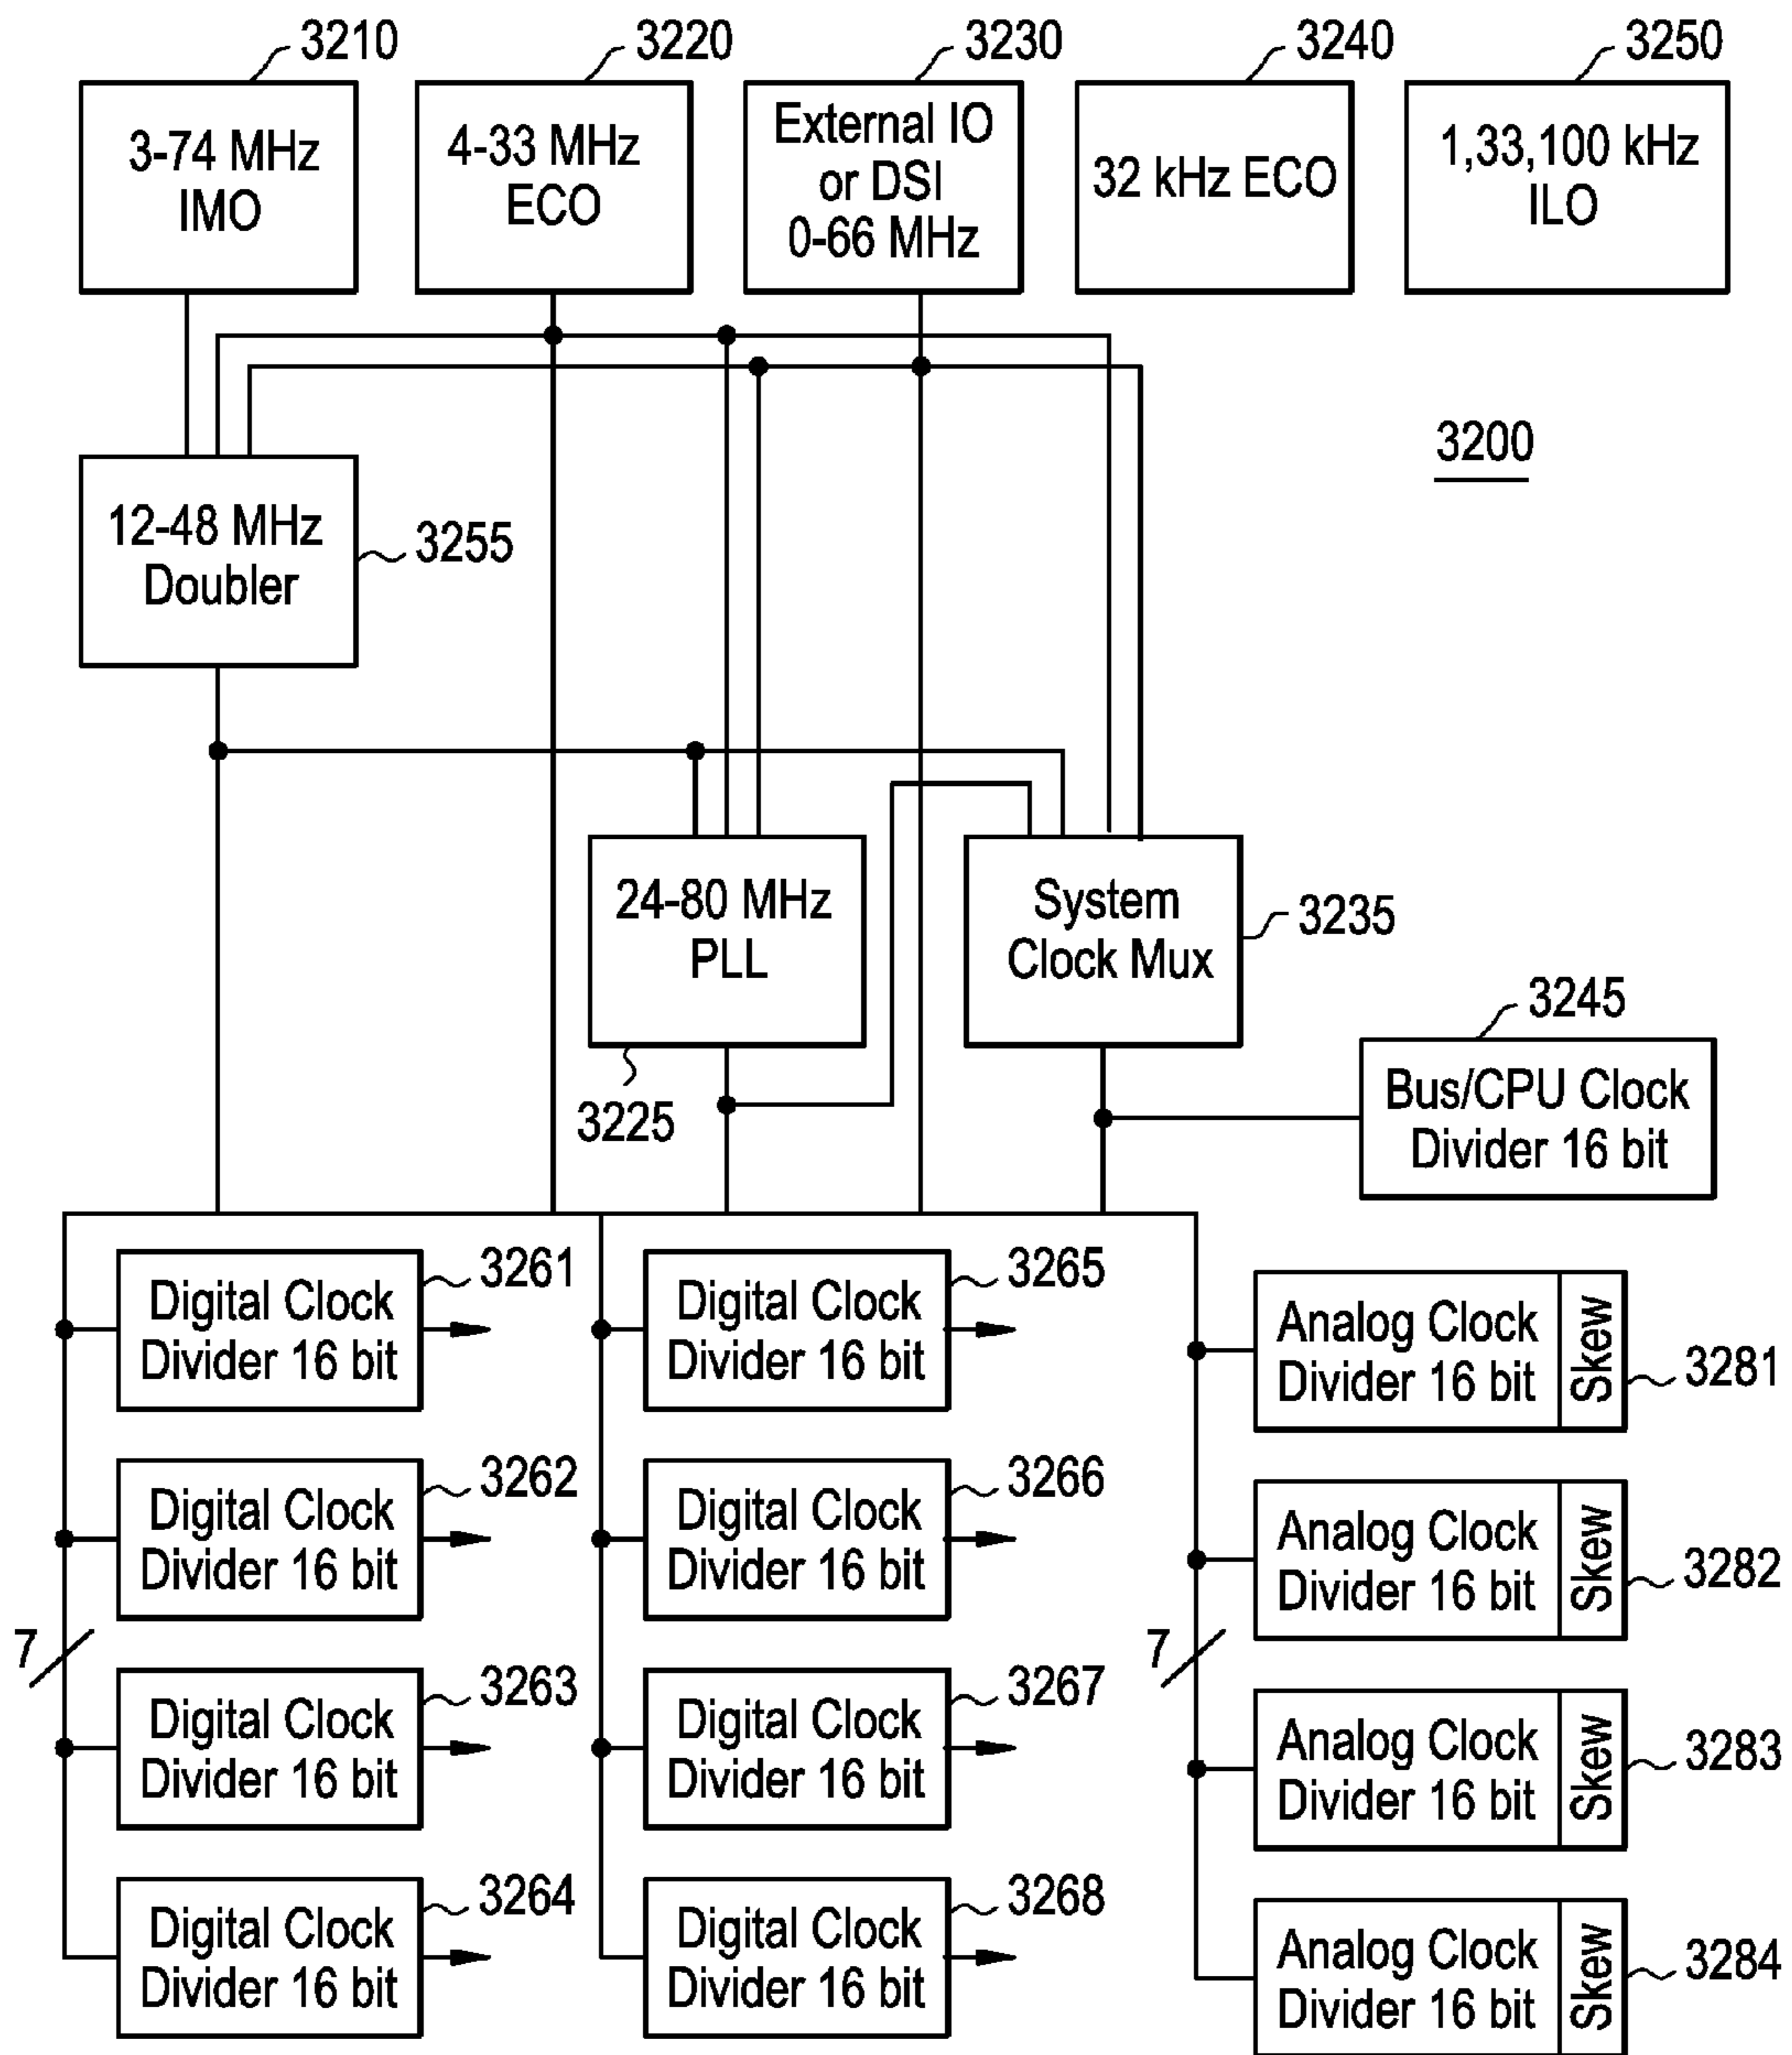 3210
3220
3230
3240
3250
3-74 MHz
IMO
4-33 MHz
ECO
External IO
or DSI
0-66 MHz
32 kHz ECO
1,33,100 kHz
ILO
3200
12-48 MHz
Doubler
3255
24-80 MHz
PLL
3225
System
Clock Mux
3235
3245
Bus/CPU Clock
Divider 16 bit
Digital Clock
Divider 16 bit
3261
Digital Clock
Divider 16 bit
3265
Analog Clock
Divider 16 bit
Skew
3281
Digital Clock
Divider 16 bit
3262
Digital Clock
Divider 16 bit
3266
Analog Clock
Divider 16 bit
Skew
3282
7
7
Digital Clock
Divider 16 bit
3263
Digital Clock
Divider 16 bit
3267
Analog Clock
Divider 16 bit
Skew
3283
Digital Clock
Divider 16 bit
3264
Digital Clock
Divider 16 bit
3268
Analog Clock
Divider 16 bit
Skew
3284